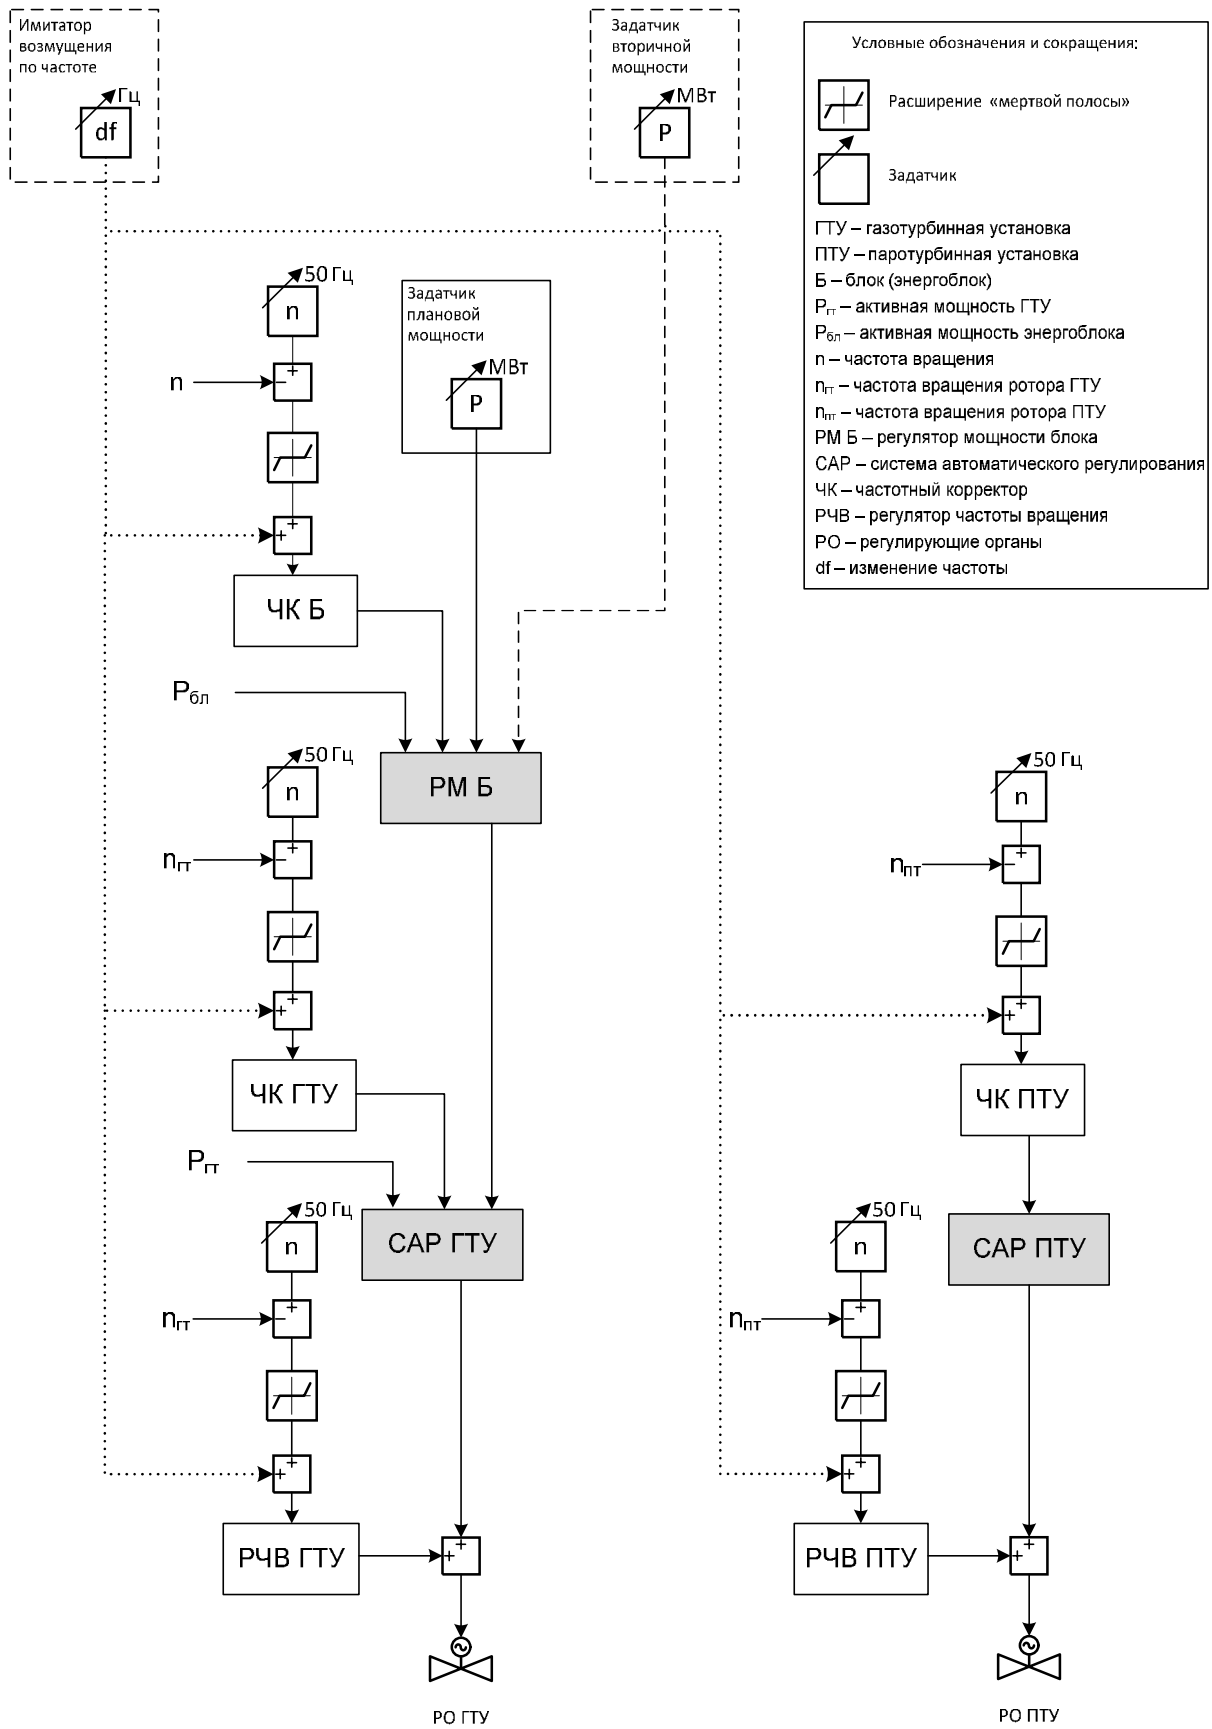 Имитатор
возмущения
по частоте
Гц
df
Задатчик
вторичной
мощности
МВт
P
Условные обозначения и сокращения:
Расширение «мертвой полосы»
Задатчик
ГТУ – газотурбинная установка
ПТУ – паротурбинная установка
Б – блок (энергоблок)
Pгт – активная мощность ГТУ
Pбл – активная мощность энергоблока
n – частота вращения
nгт – частота вращения ротора ГТУ
nпт – частота вращения ротора ПТУ
РМ Б – регулятор мощности блока
САР – система автоматического регулирования
ЧК – частотный корректор
РЧВ – регулятор частоты вращения
РО – регулирующие органы
df – изменение частоты
50 Гц
n
n
+
−
+
+
ЧК Б
Задатчик
плановой
мощности
МВт
P
Pбл
РМ Б
50 Гц
n
nгт
+
−
+
+
ЧК ГТУ
Pгт
САР ГТУ
50 Гц
n
nгт
+
−
+
+
РЧВ ГТУ
+
+
РО ГТУ
50 Гц
n
nпт
+
−
+
+
ЧК ПТУ
САР ПТУ
50 Гц
n
nпт
+
−
+
+
РЧВ ПТУ
+
+
РО ПТУ